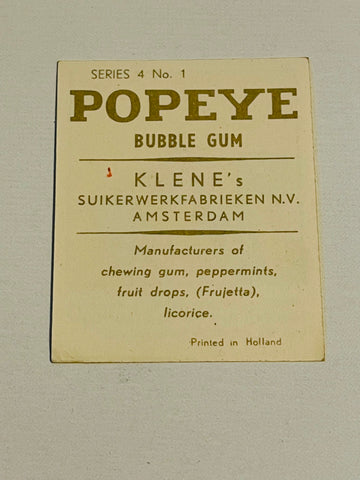 SERIES 4 No. 1
POPEYE
BUBBLE GUM
KLENE's
SUIKERWERKFABRIEKEN N.V.
AMSTERDAM
Manufacturers of
chewing gum, peppermints,
fruit drops, (Frujetta),
licorice.
Printed in Holland